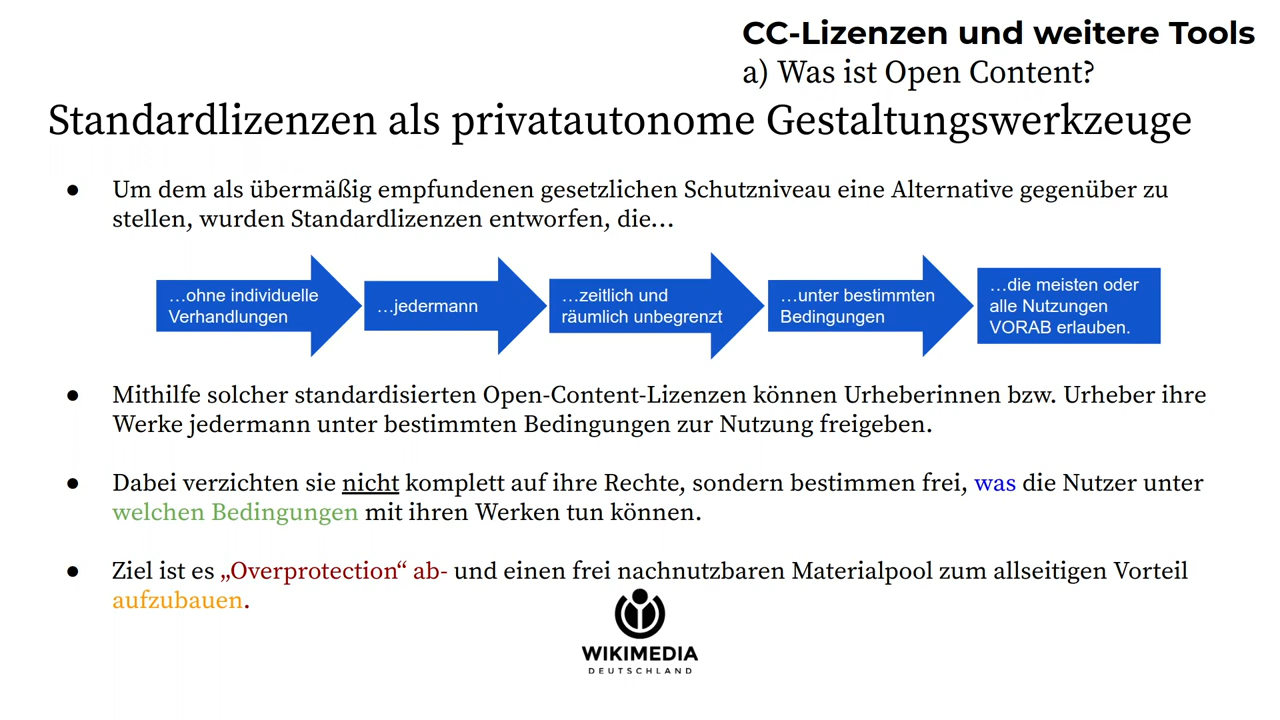 CC-Lizenzen und weitere Tools
a) Was ist Open Content?
Standardlizenzen als privatautonome Gestaltungswerkzeuge
● Um dem als übermäßig empfundenen gesetzlichen Schutzniveau eine Alternative gegenüber zu
stellen, wurden Standardlizenzen entworfen, die…
…ohne individuelle
Verhandlungen
…jedermann
…zeitlich und
räumlich unbegrenzt
…unter bestimmten
Bedingungen
…die meisten oder
alle Nutzungen
VORAB erlauben.
● Mithilfe solcher standardisierten Open-Content-Lizenzen können Urheberinnen bzw. Urheber ihre
Werke jedermann unter bestimmten Bedingungen zur Nutzung freigeben.
● Dabei verzichten sie nicht komplett auf ihre Rechte, sondern bestimmen frei, was die Nutzer unter
welchen Bedingungen mit ihren Werken tun können.
● Ziel ist es „Overprotection“ ab- und einen frei nachnutzbaren Materialpool zum allseitigen Vorteil
aufzubauen.
WIKIMEDIA
DEUTSCHLAND